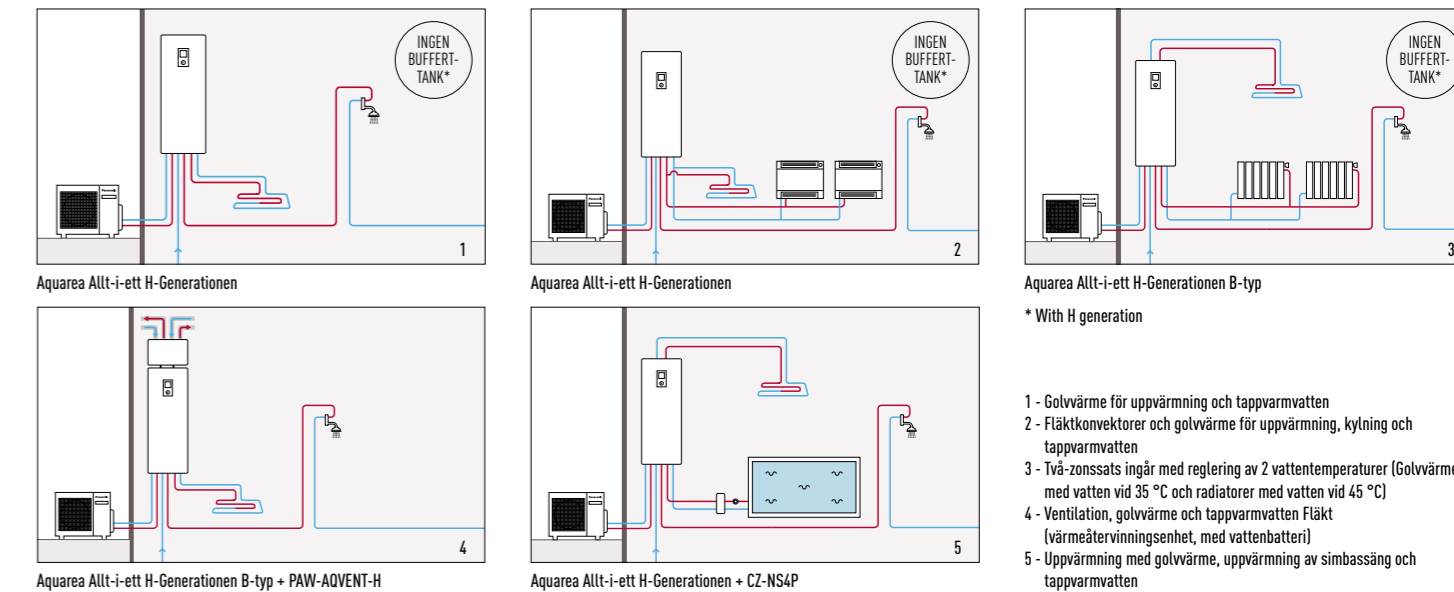 INGEN
BUFFERT-
TANK*
1
Aquarea Allt-i-ett H-Generationen
INGEN
BUFFERT-
TANK*
2
Aquarea Allt-i-ett H-Generationen
INGEN
BUFFERT-
TANK*
3
Aquarea Allt-i-ett H-Generationen B-typ
* With H generation
4
Aquarea Allt-i-ett H-Generationen B-typ + PAW-AQVENT-H
5
Aquarea Allt-i-ett H-Generationen + CZ-NS4P
1 - Golvvärme för uppvärmning och tappvarmvatten
2 - Fläktkonvektorer och golvvärme för uppvärmning, kylning och
tappvarmvatten
3 - Två-zonssats ingår med reglering av 2 vattentemperaturer (Golvvärme
med vatten vid 35 °C och radiatorer med vatten vid 45 °C)
4 - Ventilation, golvvärme och tappvarmvatten Fläkt
(värmeåtervinningsenhet, med vattenbatteri)
5 - Uppvärmning med golvvärme, uppvärmning av simbassäng och
tappvarmvatten